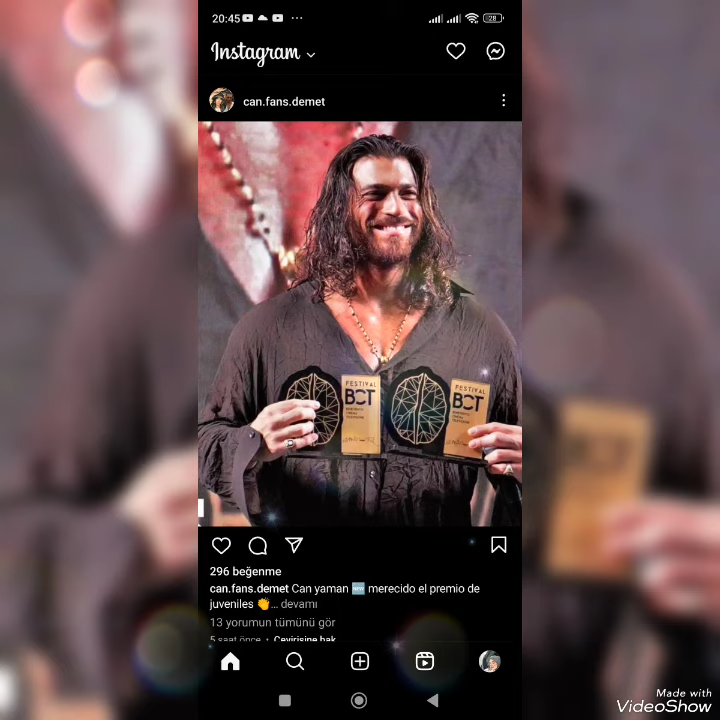 20:45
28
Instagram
can.fans.demet
FESTIVAL
BCT
FESTIVAL
BCT
296 beğenme
can.fans.demet Can yaman 🆕 merecido el premio de
juveniles 👏... devamı
13 yorumun tümünü gör
5 saat önce • Çevirisine bak
Made with
VideoShow